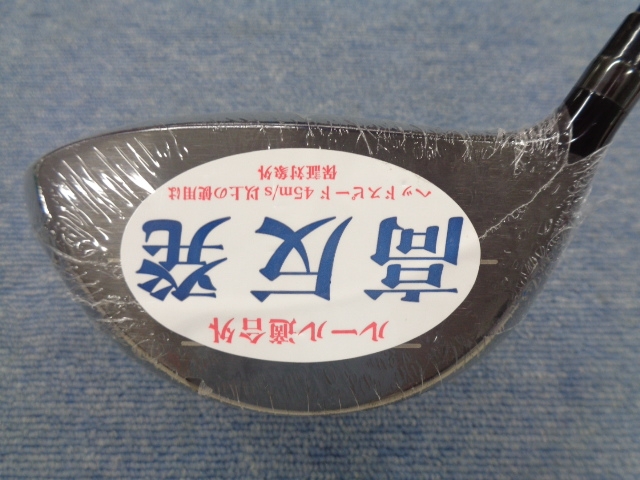 ルール適合外
高反発
ヘッドスピード45m/s以上の使用は
保証対象外